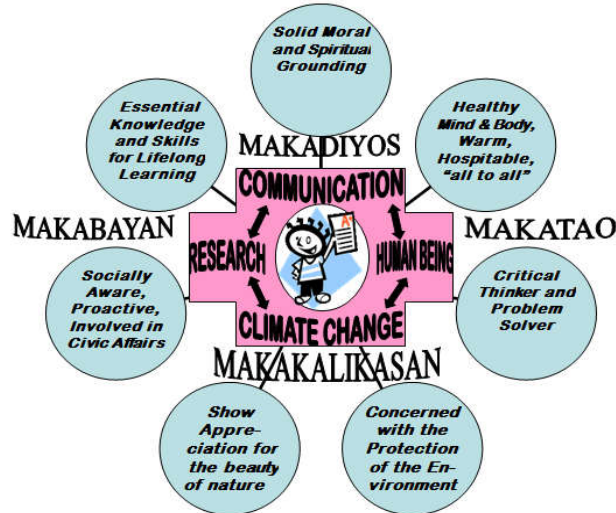 Solid Moral
and Spiritual
Grounding
Essential
Knowledge
and Skills
for Lifelong
Learning
Healthy
Mind & Body,
Warm,
Hospitable,
“all to all”
MAKADIYOS
COMMUNICATION
MAKABAYAN
MAKATAO
RESEARCH
A+
HUMAN BEING
Socially
Aware,
Proactive,
Involved in
Civic Affairs
Critical
Thinker and
Problem
Solver
CLIMATE CHANGE
MAKAKALIKASAN
Show
Appre-
ciation for
the beauty
of nature
Concerned
with the
Protection
of the En-
vironment